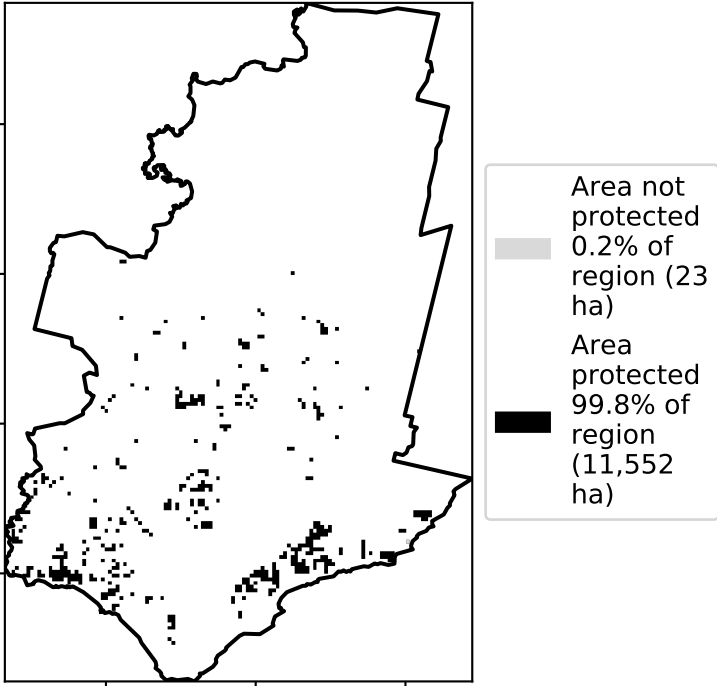 Area not
protected
0.2% of
region (23
ha)
Area
protected
99.8% of
region
(11,552
ha)